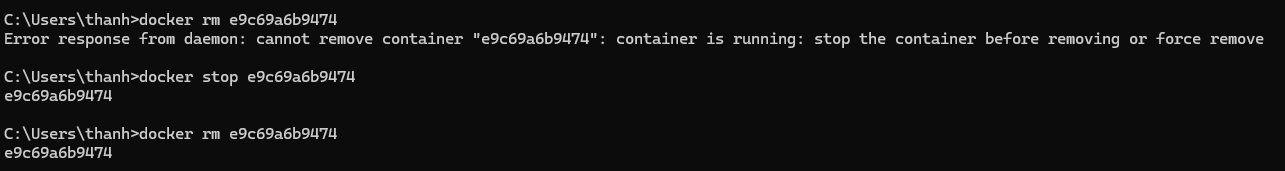 C:\Users\thanh>docker rm e9c69a6b9474
Error response from daemon: cannot remove container "e9c69a6b9474": container is running: stop the container before removing or force remove
C:\Users\thanh>docker stop e9c69a6b9474
e9c69a6b9474
C:\Users\thanh>docker rm e9c69a6b9474
e9c69a6b9474